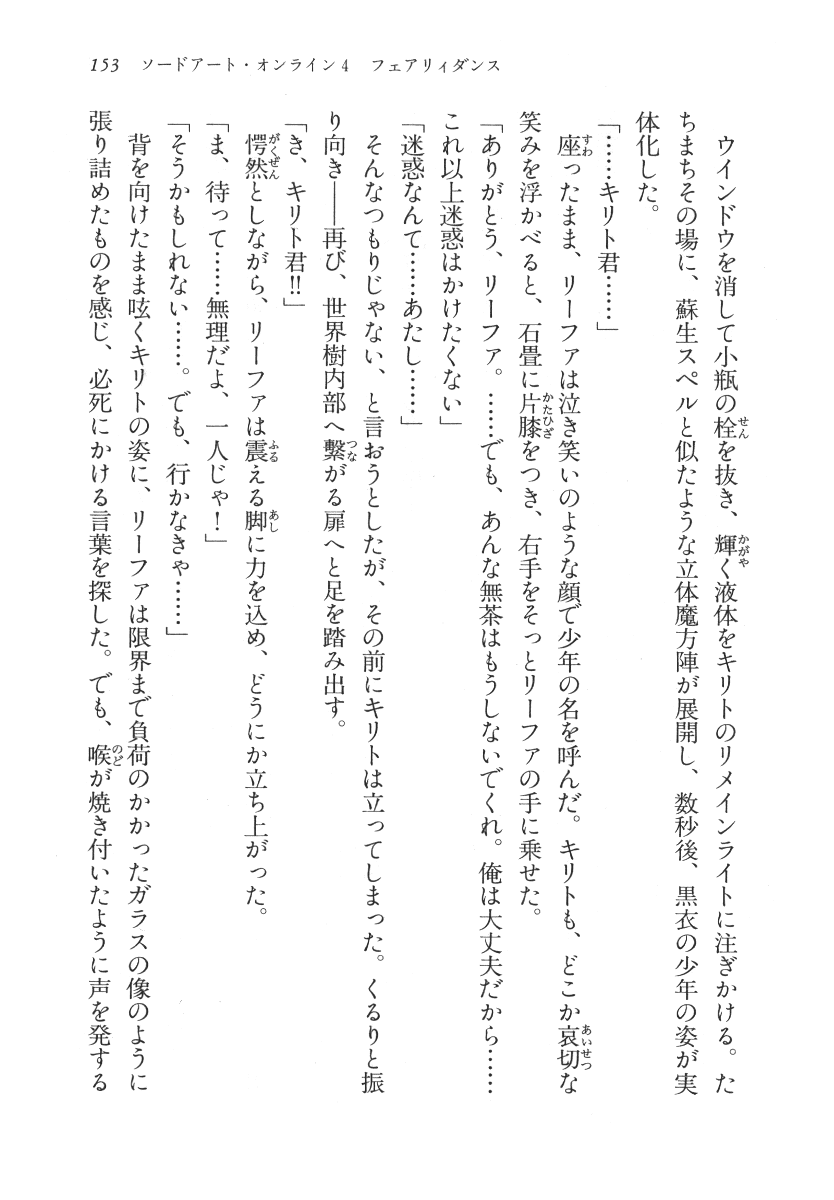 153　ソードアート・オンライン4　フェアリィダンス
　ウインドウを消して小瓶の栓を抜き、輝く液体をキリトのリメインライトに注ぎかける。た
ちまちその場に、蘇生スペルと似たような立体魔方陣が展開し、数秒後、黒衣の少年の姿が実
体化した。
「……キリト君……」
　座ったまま、リーファは泣き笑いのような顔で少年の名を呼んだ。キリトも、どこか哀切な
笑みを浮かべると、石畳に片膝をつき、右手をそっとリーファの手に乗せた。
「ありがとう、リーファ。……でも、あんな無茶はもうしないでくれ。俺は大丈夫だから……
これ以上迷惑はかけたくない」
「迷惑なんて……あたし……」
　そんなつもりじゃない、と言おうとしたが、その前にキリトは立ってしまった。くるりと振
り向き――再び、世界樹内部へ繋がる扉へと足を踏み出す。
「き、キリト君!!」
　愕然としながら、リーファは震える脚に力を込め、どうにか立ち上がった。
「ま、待って……無理だよ、一人じゃ！」
「そうかもしれない……。でも、行かなきゃ……」
　背を向けたまま呟くキリトの姿に、リーファは限界まで負荷のかかったガラスの像のように
張り詰めたものを感じ、必死にかける言葉を探した。でも、喉が焼き付いたように声を発する